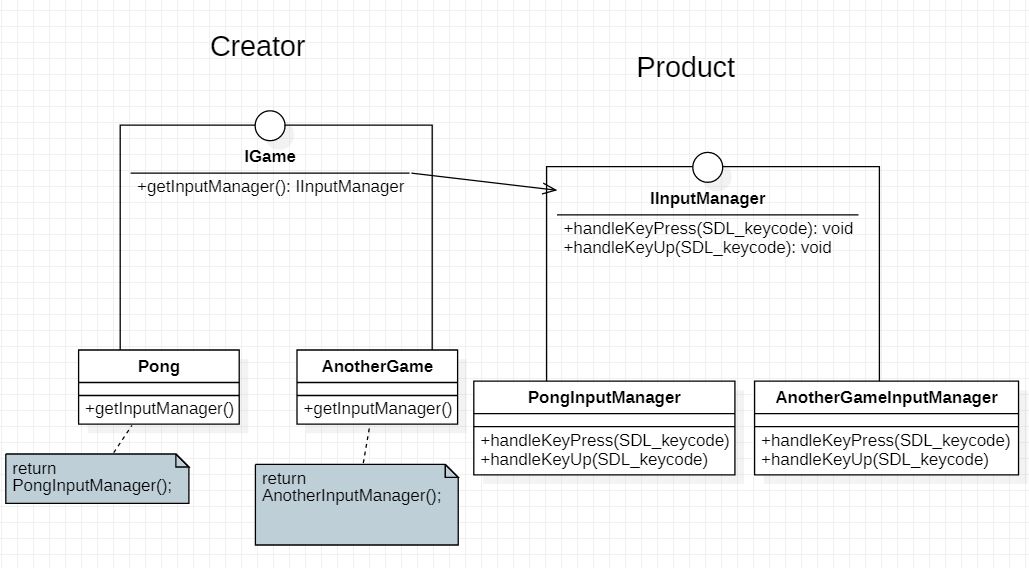 Creator
Product
IGame
+getInputManager(): IInputManager
IInputManager
+handleKeyPress(SDL_keycode): void
+handleKeyUp(SDL_keycode): void
Pong
+getInputManager()
AnotherGame
+getInputManager()
PongInputManager
+handleKeyPress(SDL_keycode)
+handleKeyUp(SDL_keycode)
AnotherGameInputManager
+handleKeyPress(SDL_keycode)
+handleKeyUp(SDL_keycode)
return
PongInputManager();
return
AnotherInputManager();